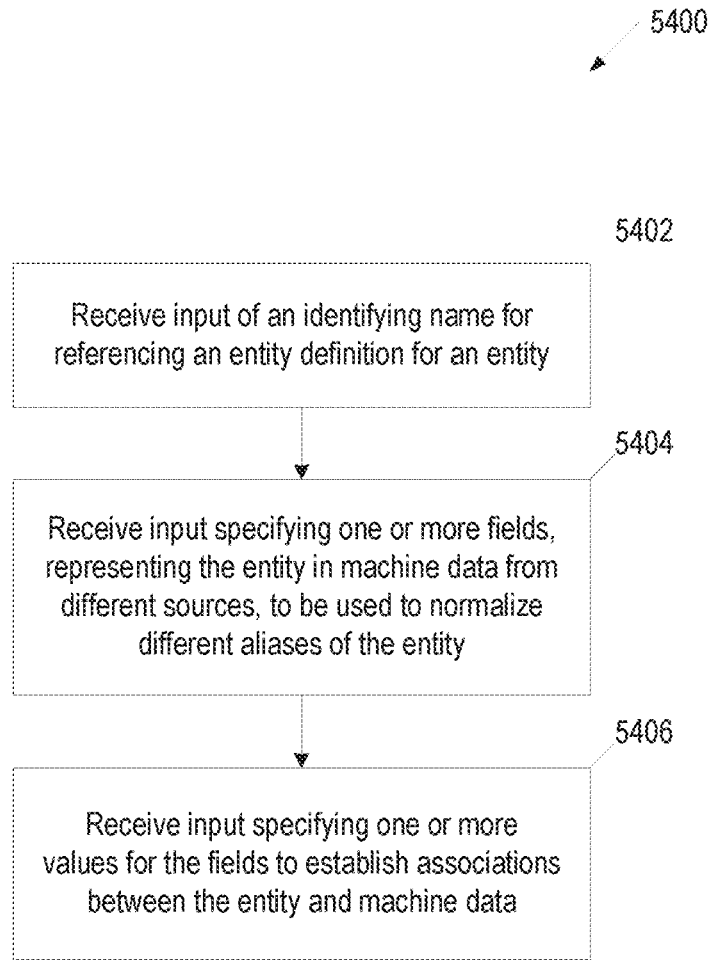 5400
5402
Receive input of an identifying name for
referencing an entity definition for an entity
5404
Receive input specifying one or more fields,
representing the entity in machine data from
different sources, to be used to normalize
different aliases of the entity
5406
Receive input specifying one or more
values for the fields to establish associations
between the entity and machine data